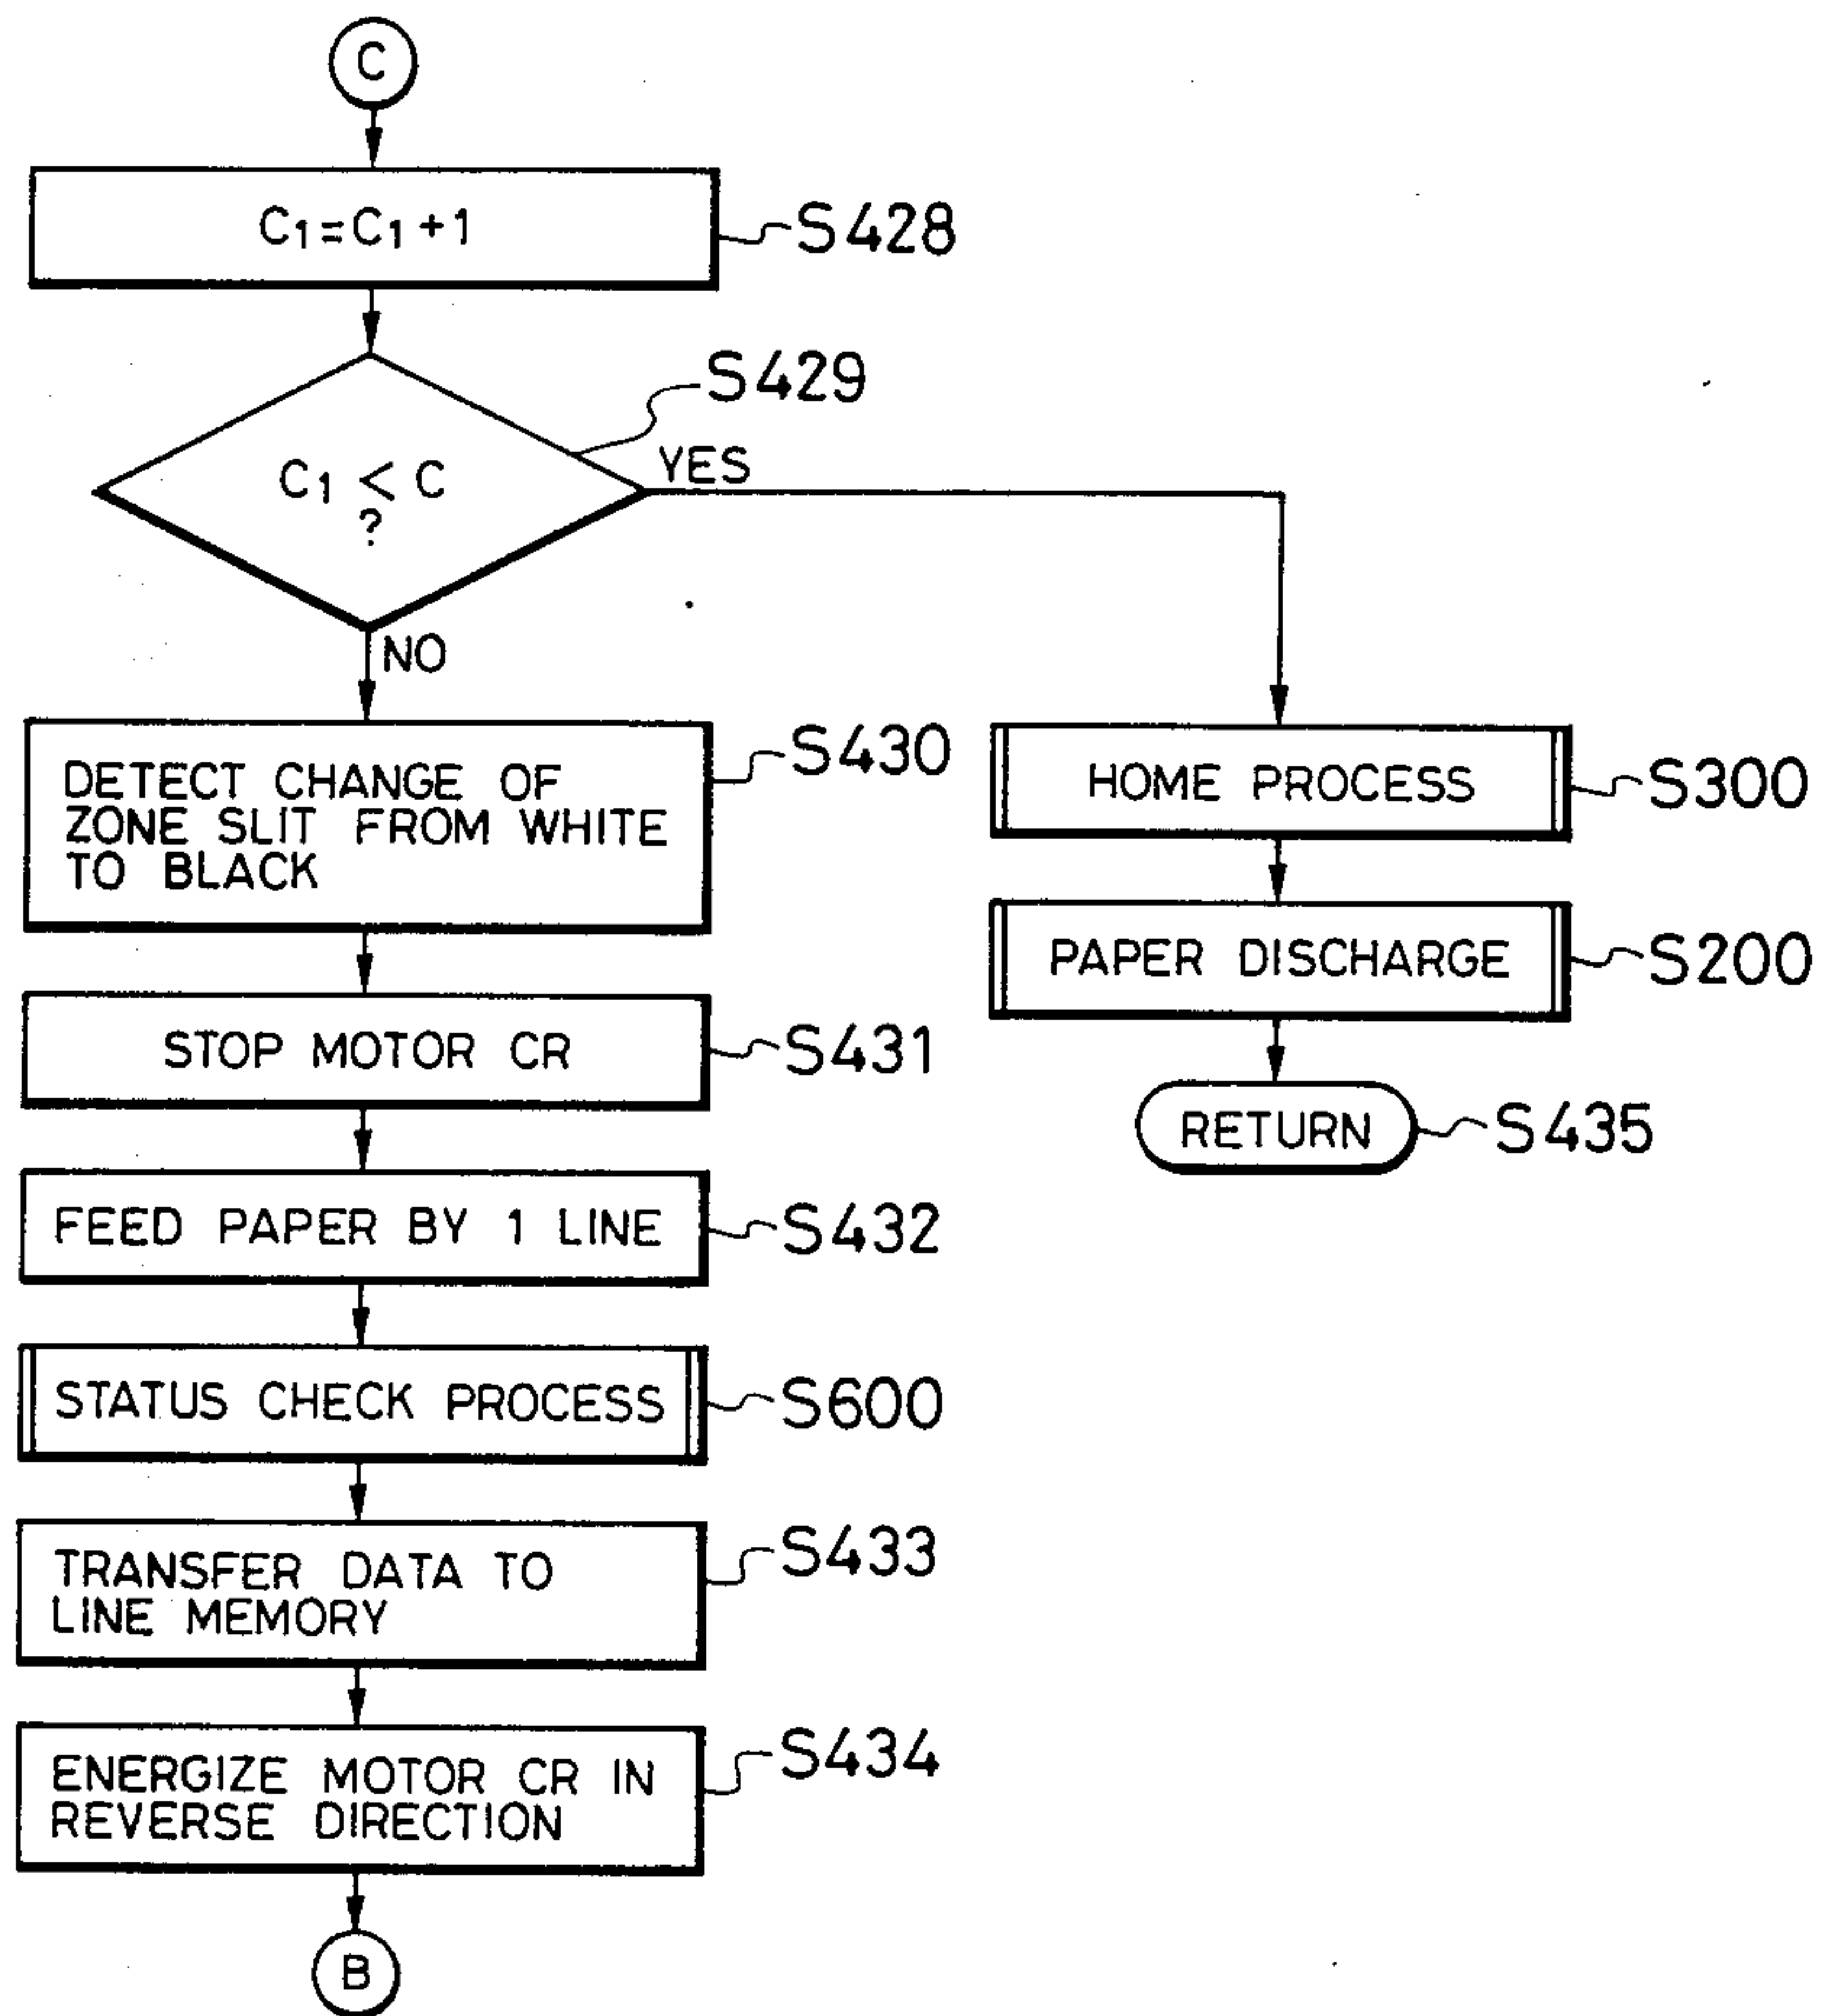 C
C1=C1+1
S428
S429
C1 < C
?
YES
NO
S430
DETECT CHANGE OF
ZONE SLIT FROM WHITE
TO BLACK
HOME PROCESS
S300
PAPER DISCHARGE
S200
STOP MOTOR CR
S431
RETURN
S435
FEED PAPER BY 1 LINE
S432
STATUS CHECK PROCESS
S600
TRANSFER DATA TO
LINE MEMORY
S433
ENERGIZE MOTOR CR IN
REVERSE DIRECTION
S434
B